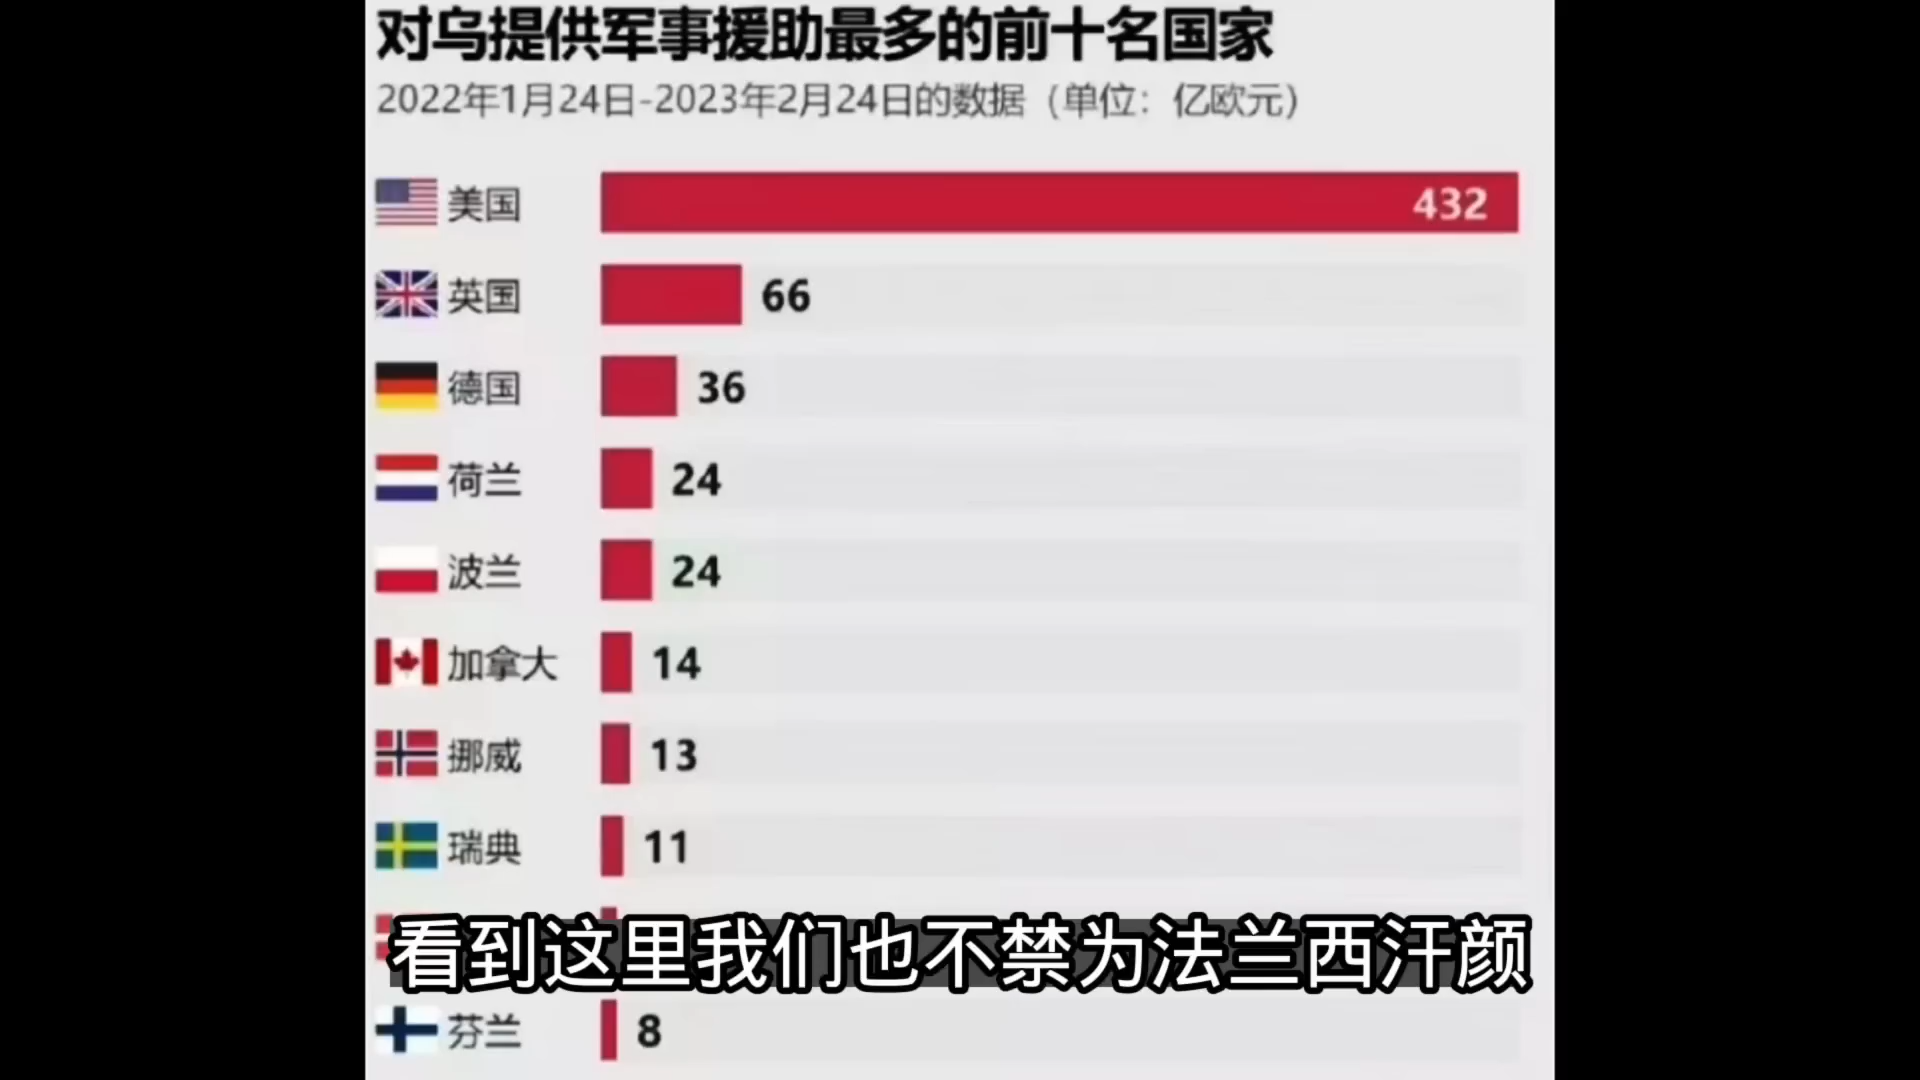 对乌提供军事援助最多的前十名国家
2022年1月24日-2023年2月24日的数据（单位：亿欧元）
美国 432
英国 66
德国 36
荷兰 24
波兰 24
加拿大 14
挪威 13
瑞典 11
看到这里我们也不禁为法兰西汗颜
芬兰 8